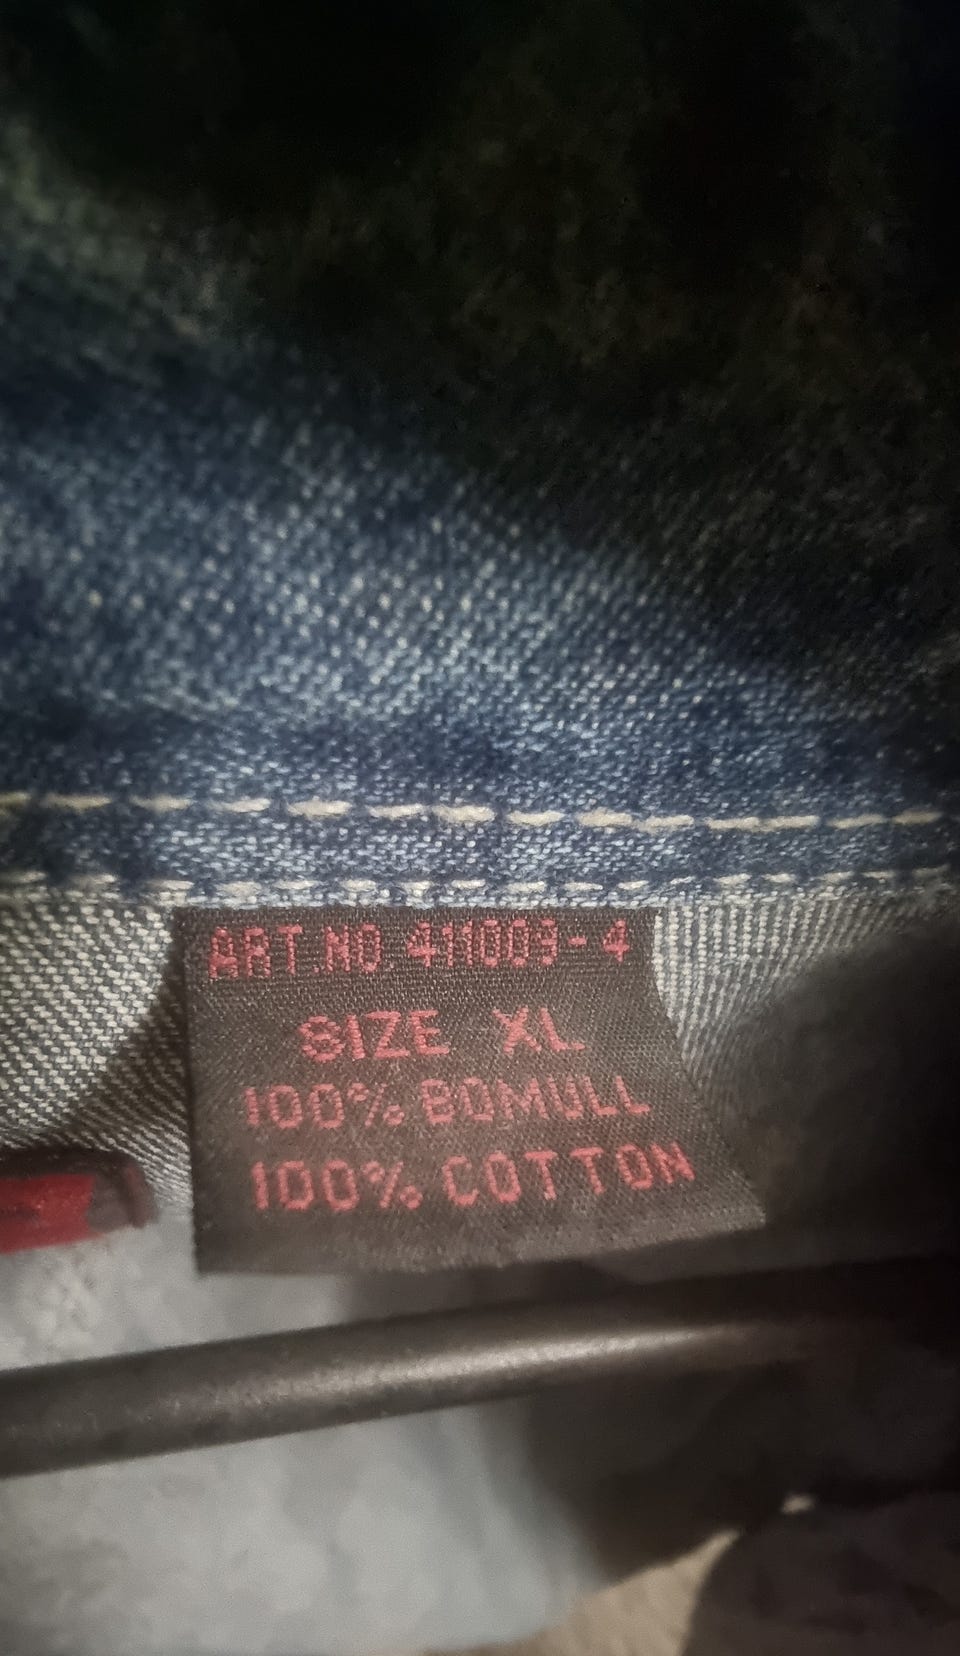 ART.NO 411009-4
SIZE XL
100% BOMULL
100% COTTON